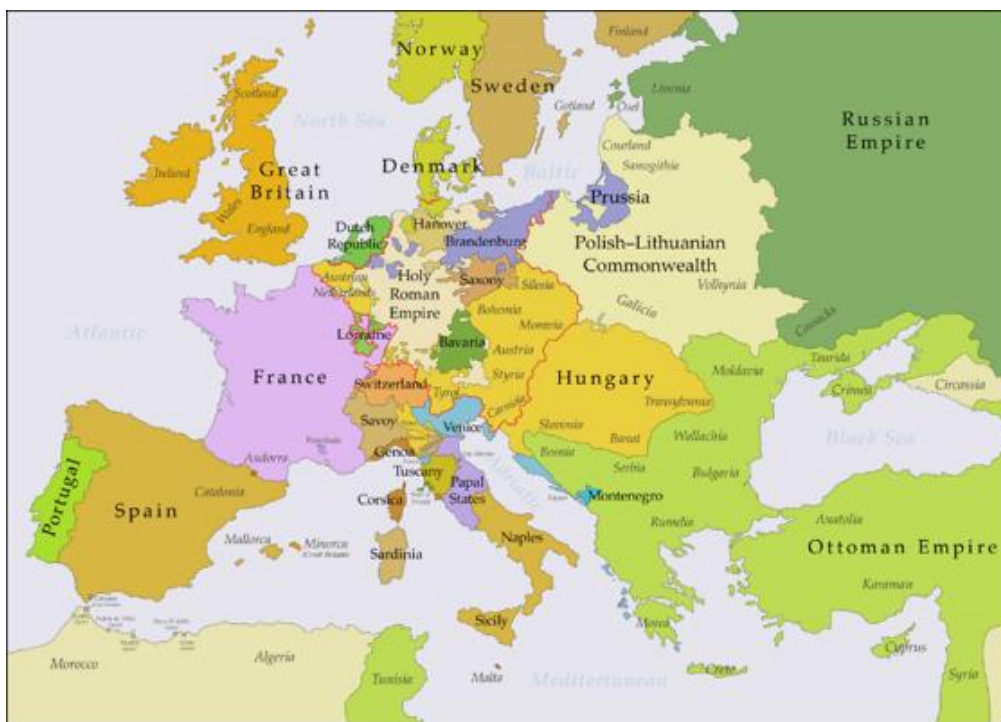 Norway
Finland
Sweden
Scotland
Livonia
North Sea
Gotland
Ösel
Russian
Empire
Courland
Samogithia
Ireland
Great
Britain
Denmark
Baltic
Prussia
Wales
England
Dutch
Republic
Hanover
Brandenburg
Polish–Lithuanian
Commonwealth
Austrian
Netherlands
Holy
Roman
Empire
Saxony
Silesia
Volhynia
Atlantic
Lorraine
Bohemia
Moravia
Galicia
Cossacks
Bavaria
Austria
France
Switzerland
Styria
Hungary
Moldavia
Taurida
Crimea
Circassia
Tyrol
Carniola
Transylvania
Savoy
Venice
Slavonia
Banat
Wallachia
Black Sea
Genoa
Bosnia
Serbia
Andorra
Tuscany
Adriatic
Bulgaria
Portugal
Catalonia
Corsica
Papal
States
Montenegro
Spain
Rumelia
Anatolia
Mallorca
Minorca
(Great Britain)
Sardinia
Naples
Ottoman Empire
Karaman
Sicily
Morea
Cyprus
Morocco
Algeria
Tunisia
Malta
Mediterranean
Crete
Syria